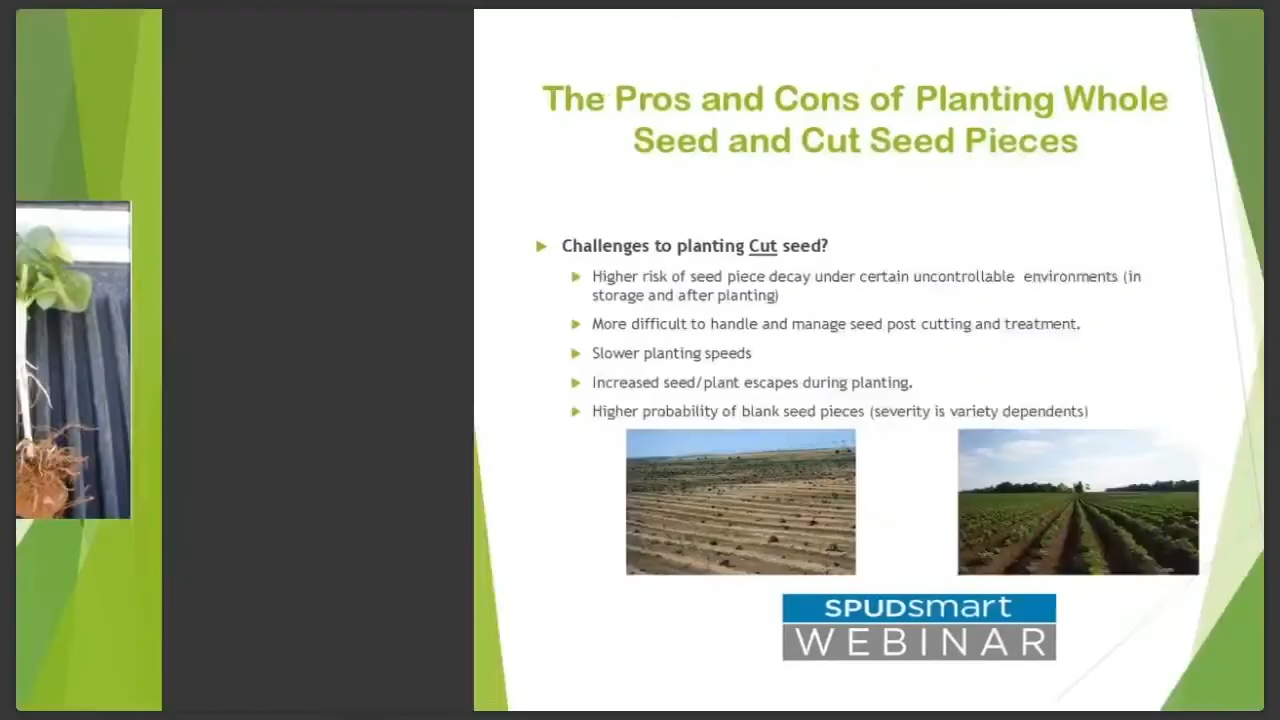 The Pros and Cons of Planting Whole
Seed and Cut Seed Pieces
Challenges to planting Cut seed?
Higher risk of seed piece decay under certain uncontrollable environments (in
storage and after planting)
More difficult to handle and manage seed post cutting and treatment.
Slower planting speeds
Increased seed/plant escapes during planting.
Higher probability of blank seed pieces (severity is variety dependents)
SPUDsmart
WEBINAR